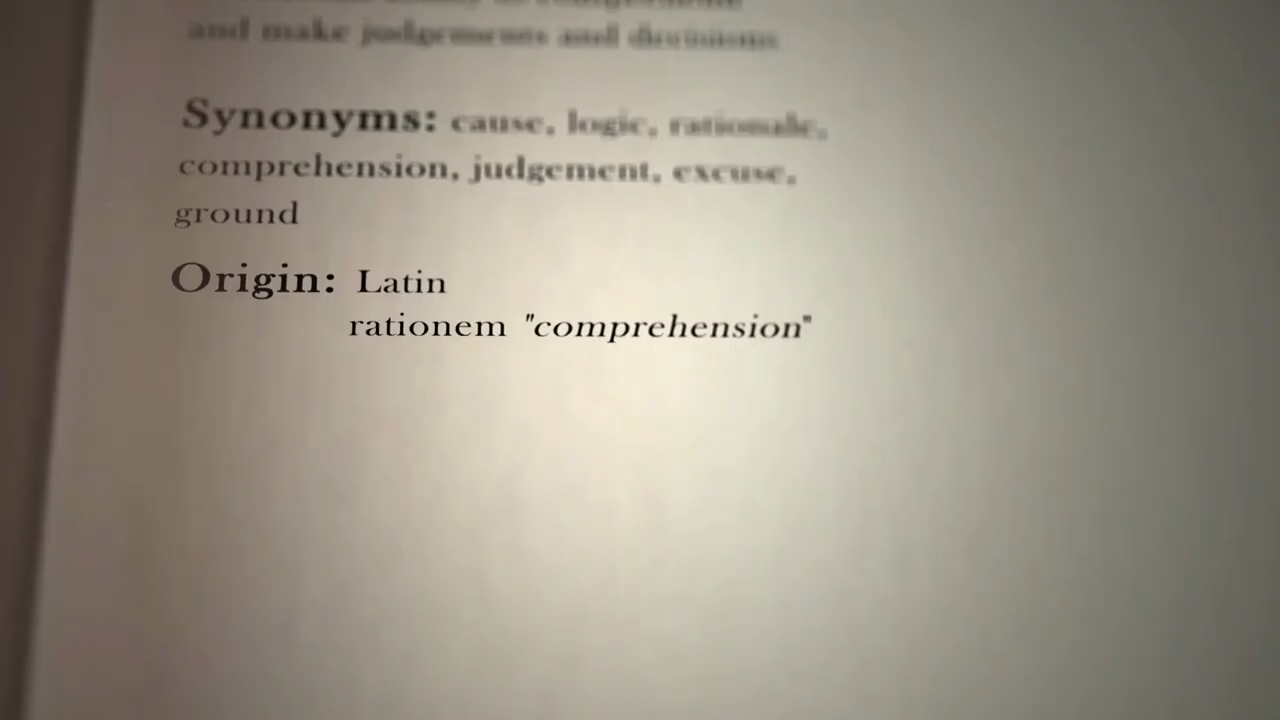 and make judgements and decisions
Synonyms: cause, logic, rationale,
comprehension, judgement, excuse,
ground
Origin: Latin
rationem "comprehension"